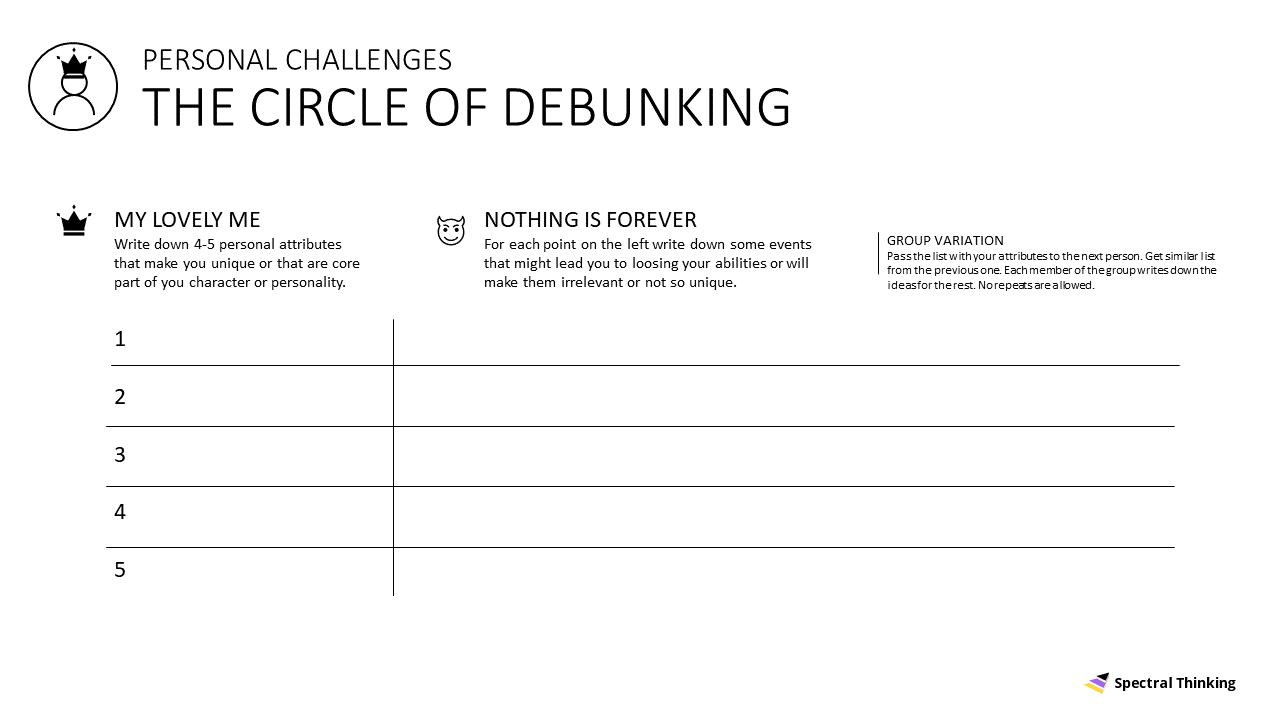 PERSONAL CHALLENGES
THE CIRCLE OF DEBUNKING
MY LOVELY ME
Write down 4-5 personal attributes
that make you unique or that are core
part of you character or personality.
NOTHING IS FOREVER
For each point on the left write down some events
that might lead you to loosing your abilities or will
make them irrelevant or not so unique.
GROUP VARIATION
Pass the list with your attributes to the next person. Get similar list
from the previous one. Each member of the group writes down the
ideas for the rest. No repeats are allowed.
1
2
3
4
5
Spectral Thinking